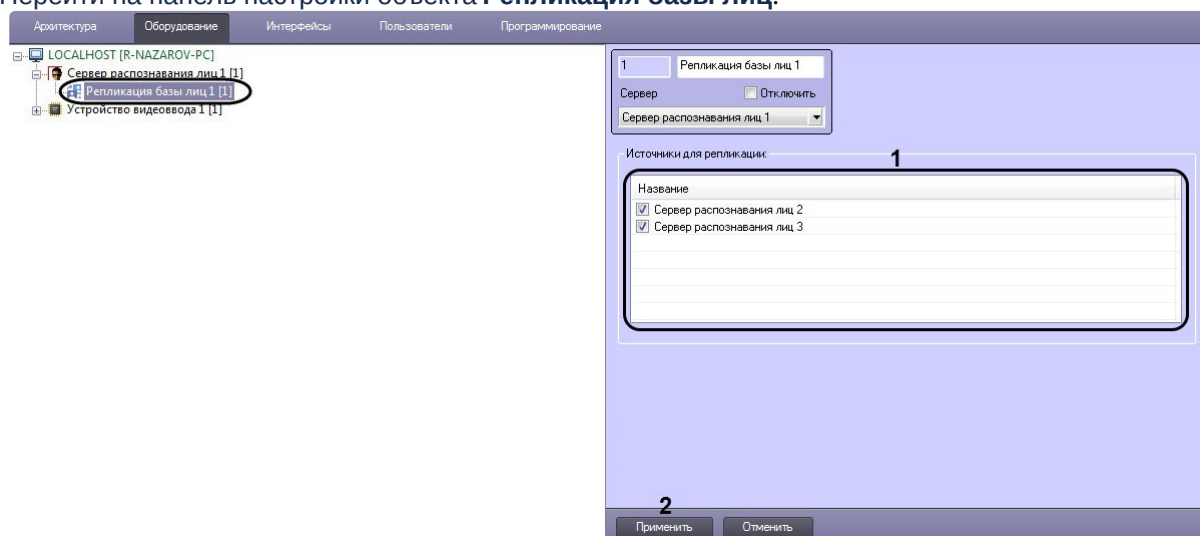 Перейти на панель настройки объекта Репликация базы лиц.
Архитектура Оборудование Интерфейсы Пользователи Программирование
LOCALHOST [R-NAZAROV-PC]
Сервер распознавания лиц 1 [1]
Репликация базы лиц 1 [1]
Устройство видеоввода 1 [1]
1 Репликация базы лиц 1
Сервер Отключить
Сервер распознавания лиц 1
Источники для репликации: 1
Название
Сервер распознавания лиц 2
Сервер распознавания лиц 3
2
Применить Отменить